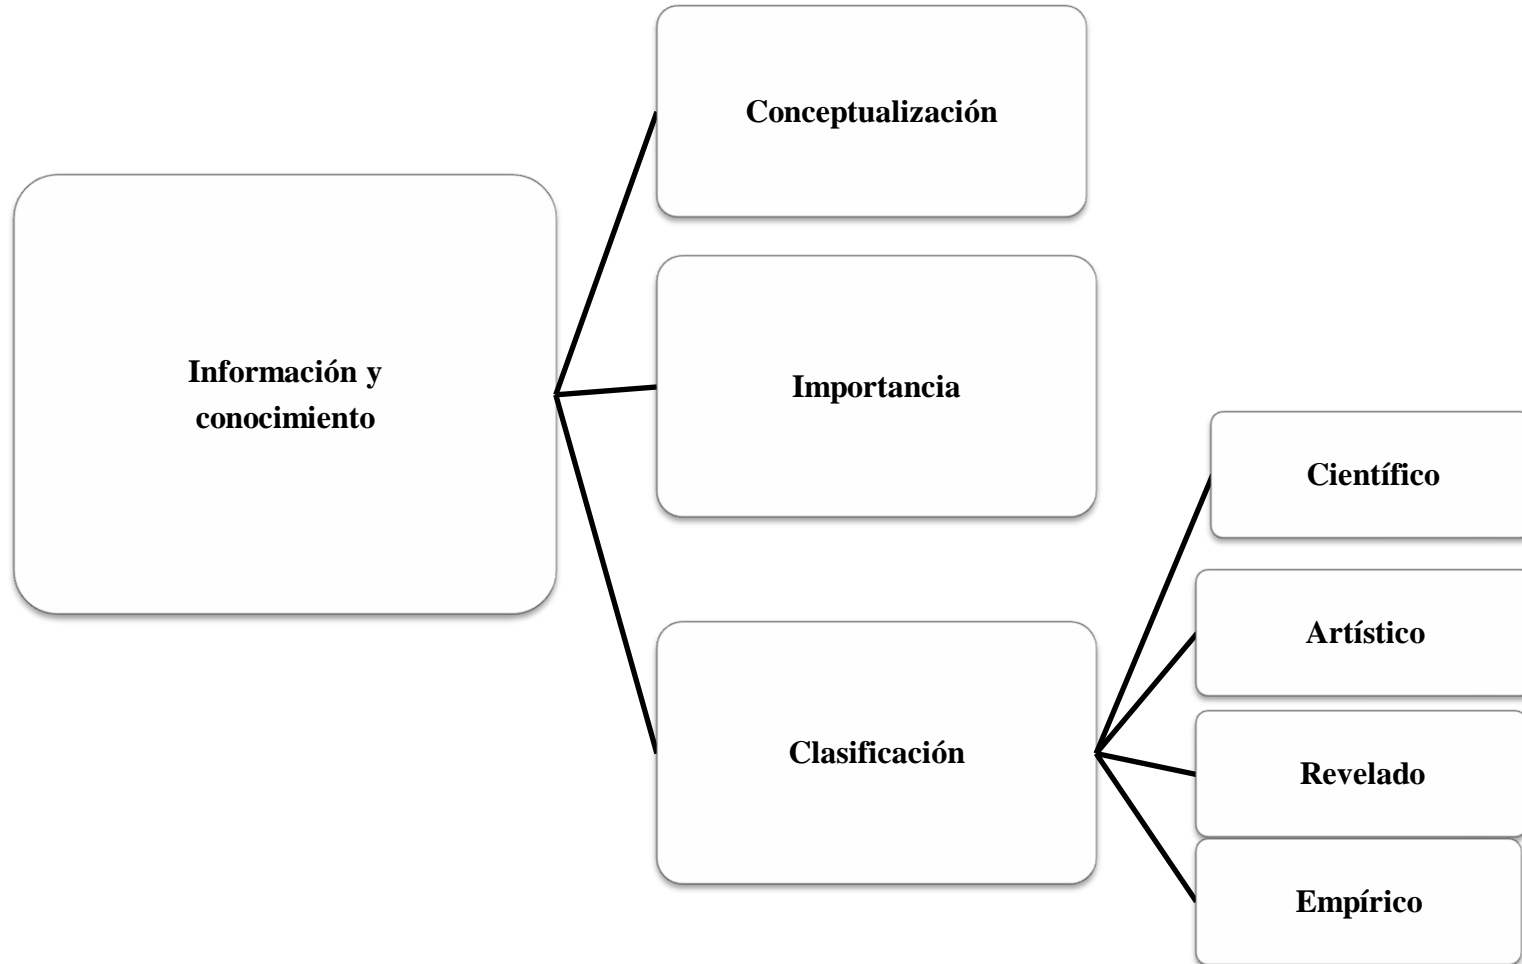 Conceptualización
Información y
conocimiento
Importancia
Clasificación
Científico
Artístico
Revelado
Empírico